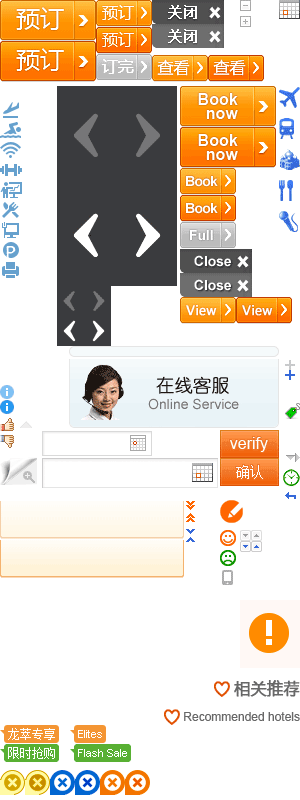 预订
预订
关闭
预订
预订
关闭
订完
查看
查看
Book now
Book now
Book
Book
Full
Close
Close
View
View
在线客服
Online Service
verify
确认
相关推荐
Recommended hotels
龙萃专享
Elites
限时抢购
Flash Sale